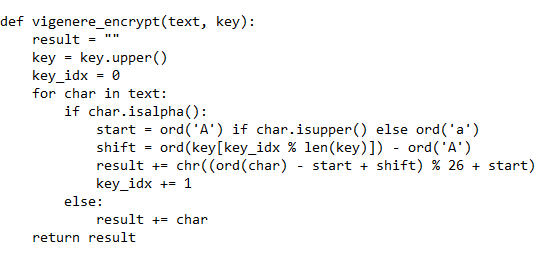 def vigenere_encrypt(text, key):
    result = ""
    key = key.upper()
    key_idx = 0
    for char in text:
        if char.isalpha():
            start = ord('A') if char.isupper() else ord('a')
            shift = ord(key[key_idx % len(key)]) - ord('A')
            result += chr((ord(char) - start + shift) % 26 + start)
            key_idx += 1
        else:
            result += char
    return result